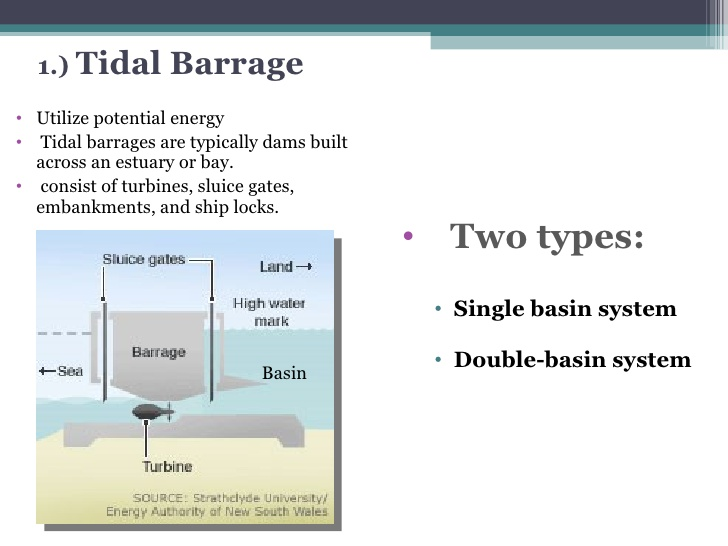 1.) Tidal Barrage
• Utilize potential energy
• Tidal barrages are typically dams built
across an estuary or bay.
• consist of turbines, sluice gates,
embankments, and ship locks.
Sluice gates
Land →
High water
mark
Barrage
← Sea
Basin
Turbine
SOURCE: Strathclyde University/
Energy Authority of New South Wales
• Two types:
• Single basin system
• Double-basin system